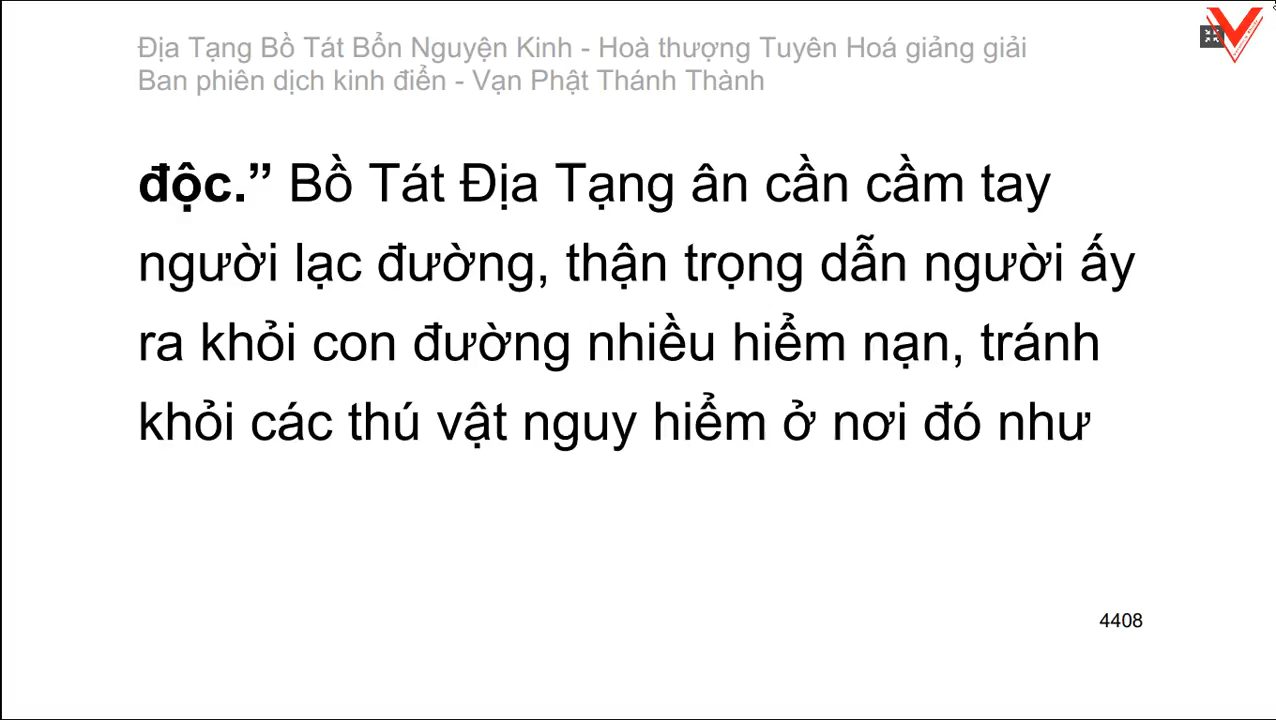 Địa Tạng Bồ Tát Bổn Nguyện Kinh - Hoà thượng Tuyên Hoá giảng giải
Ban phiên dịch kinh điển - Vạn Phật Thánh Thành
độc.” Bồ Tát Địa Tạng ân cần cầm tay
người lạc đường, thận trọng dẫn người ấy
ra khỏi con đường nhiều hiểm nạn, tránh
khỏi các thú vật nguy hiểm ở nơi đó như
4408